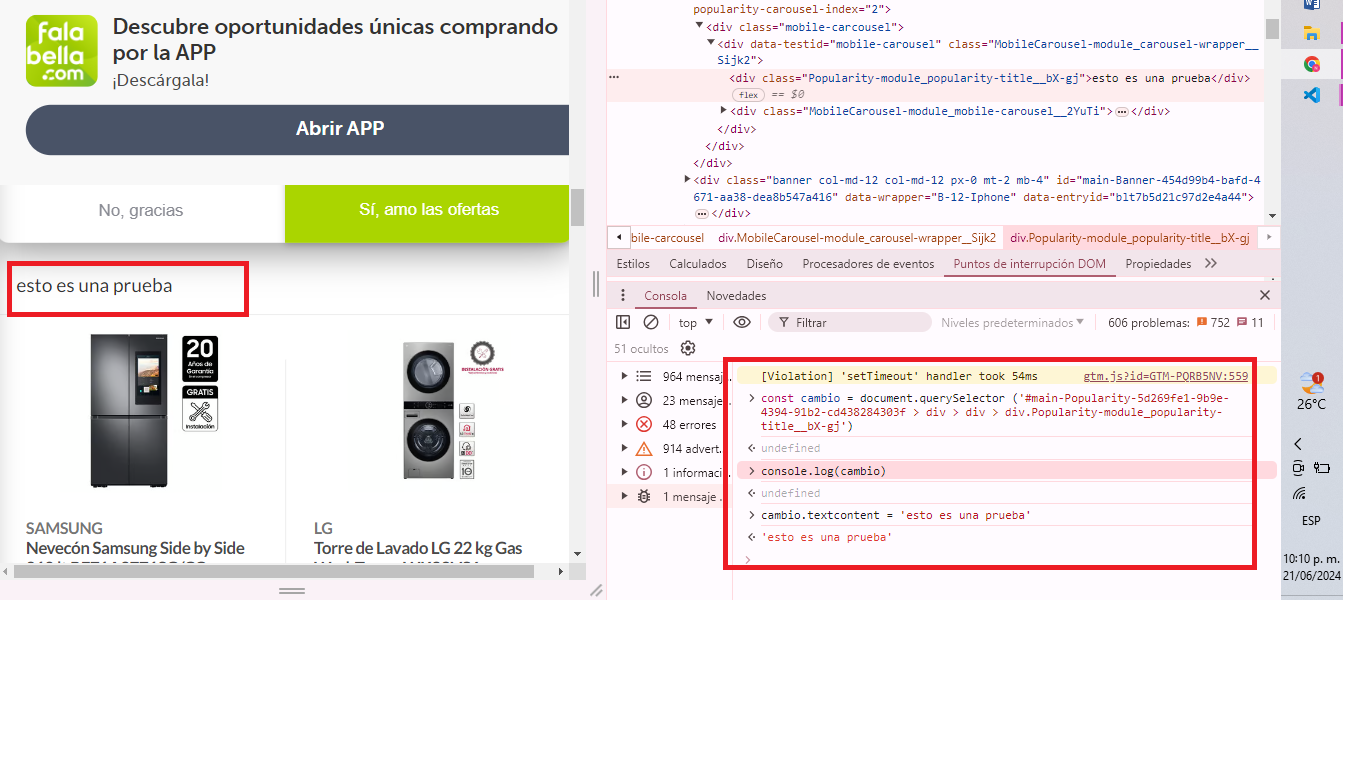 fala
bella
.com
Descubre oportunidades únicas comprando
por la APP
¡Descárgala!
Abrir APP
No, gracias
Sí, amo las ofertas
esto es una prueba
20
Años de
Garantía
GRATIS
Instalación
INSTALACIÓN GRATIS
SAMSUNG
Nevecón Samsung Side by Side
LG
Torre de Lavado LG 22 kg Gas
popularity-carousel-index="2">
<div class="mobile-carcousel">
<div data-testid="mobile-carousel" class="MobileCarousel-module_carousel-wrapper__
Sijk2">
<div class="Popularity-module_popularity-title__bX-gj">esto es una prueba</div>
flex == $0
<div class="MobileCarousel-module_mobile-carousel__2YuTi"> ⋯ </div>
</div>
</div>
</div>
<div class="banner col-md-12 col-md-12 px-0 mt-2 mb-4" id="main-Banner-454d99b4-bafd-4
671-aa38-dea8b547a416" data-wrapper="B-12-Iphone" data-entryid="blt7b5d21c97d2e4a44">
⋯ </div>
bile-carcousel div.MobileCarousel-module_carousel-wrapper__Sijk2 div.Popularity-module_popularity-title__bX-gj
Estilos Calculados Diseño Procesadores de eventos Puntos de interrupción DOM Propiedades
Consola Novedades
top Filtrar Niveles predeterminados 606 problemas: 752 11
51 ocultos
964 mensaj...
23 mensaje...
48 errores
914 advert...
1 informaci...
1 mensaje ...
[Violation] 'setTimeout' handler took 54ms gtm.js?id=GTM-PQRB5NV:559
const cambio = document.querySelector ('#main-Popularity-5d269fe1-9b9e-
4394-91b2-cd438284303f > div > div > div.Popularity-module_popularity-
title__bX-gj')
undefined
console.log(cambio)
undefined
cambio.textcontent = 'esto es una prueba'
'esto es una prueba'
1
26°C
ESP
10:10 p. m.
21/06/2024